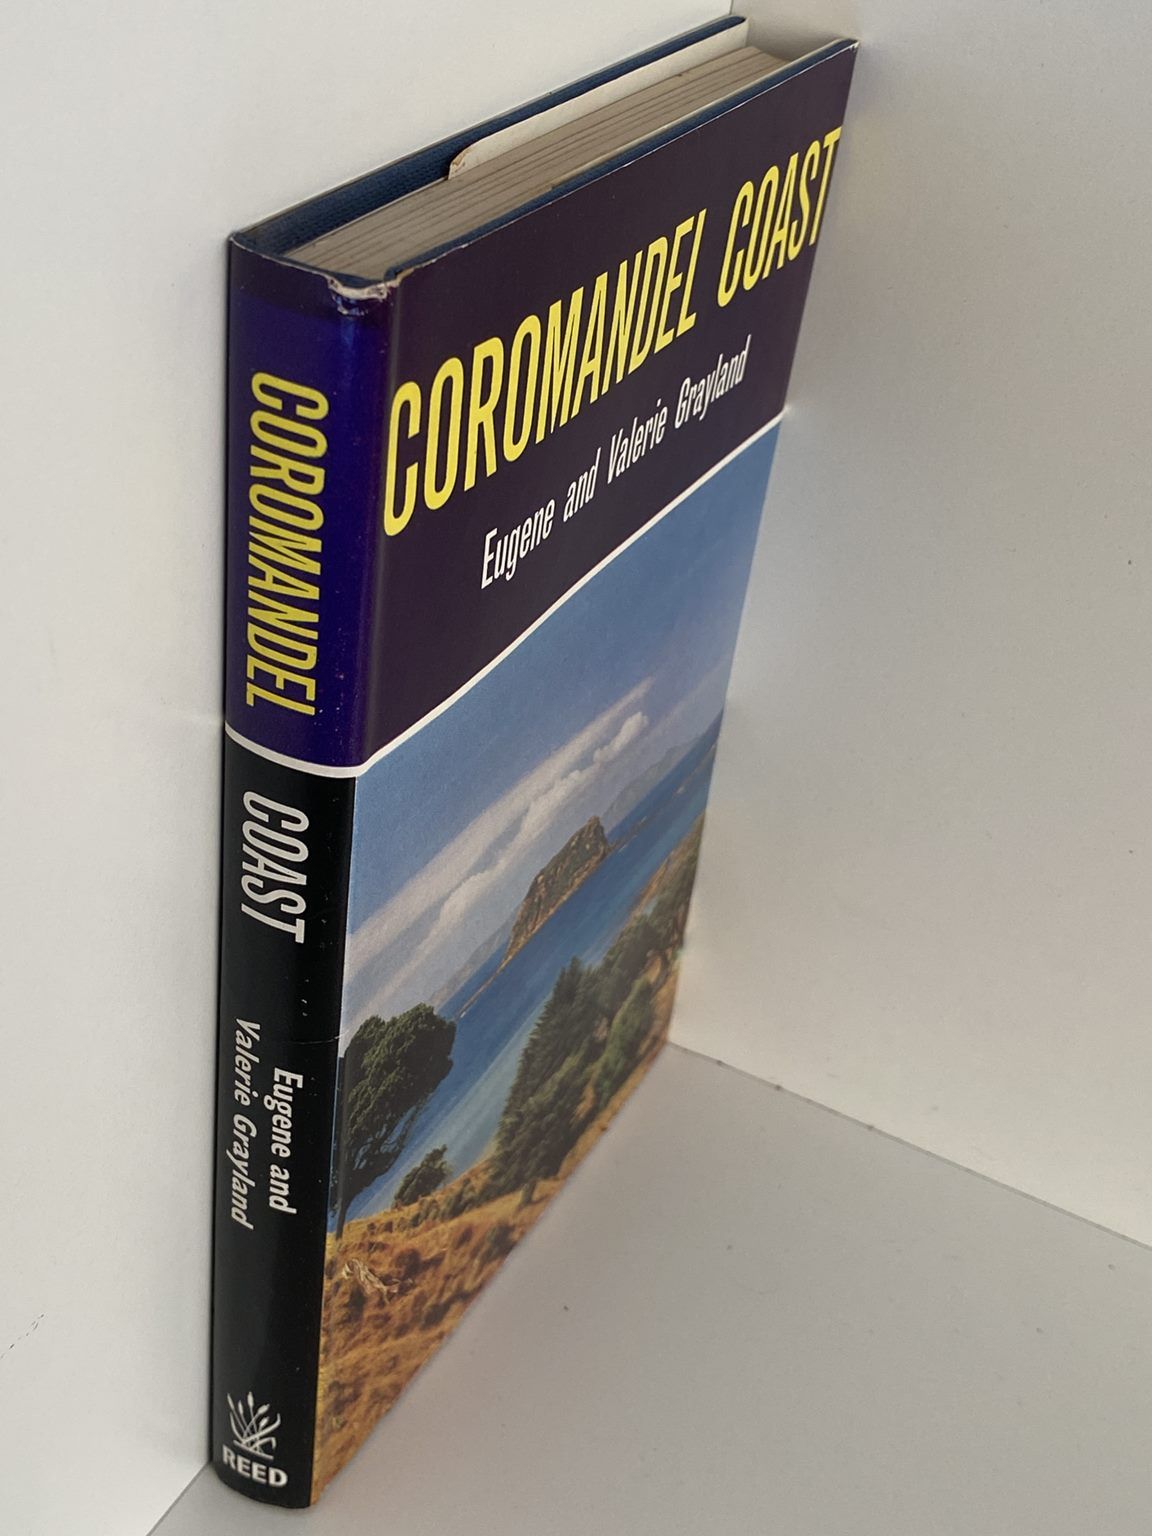 COROMANDEL COAST
Eugene and Valerie Grayland
COROMANDEL COAST
Eugene and
Valerie Grayland
REED